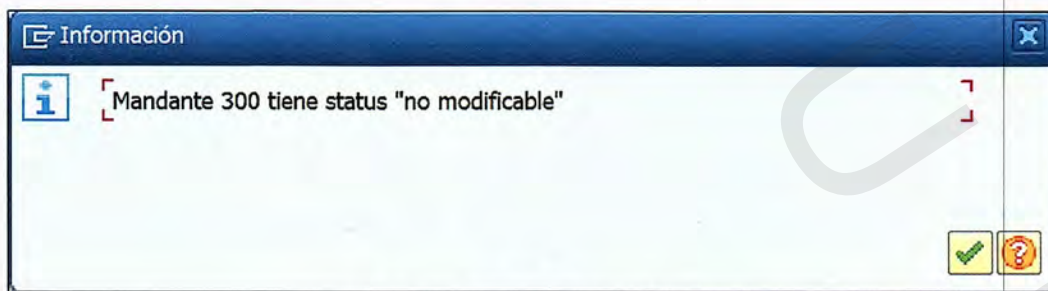 Información
Mandante 300 tiene status "no modificable"